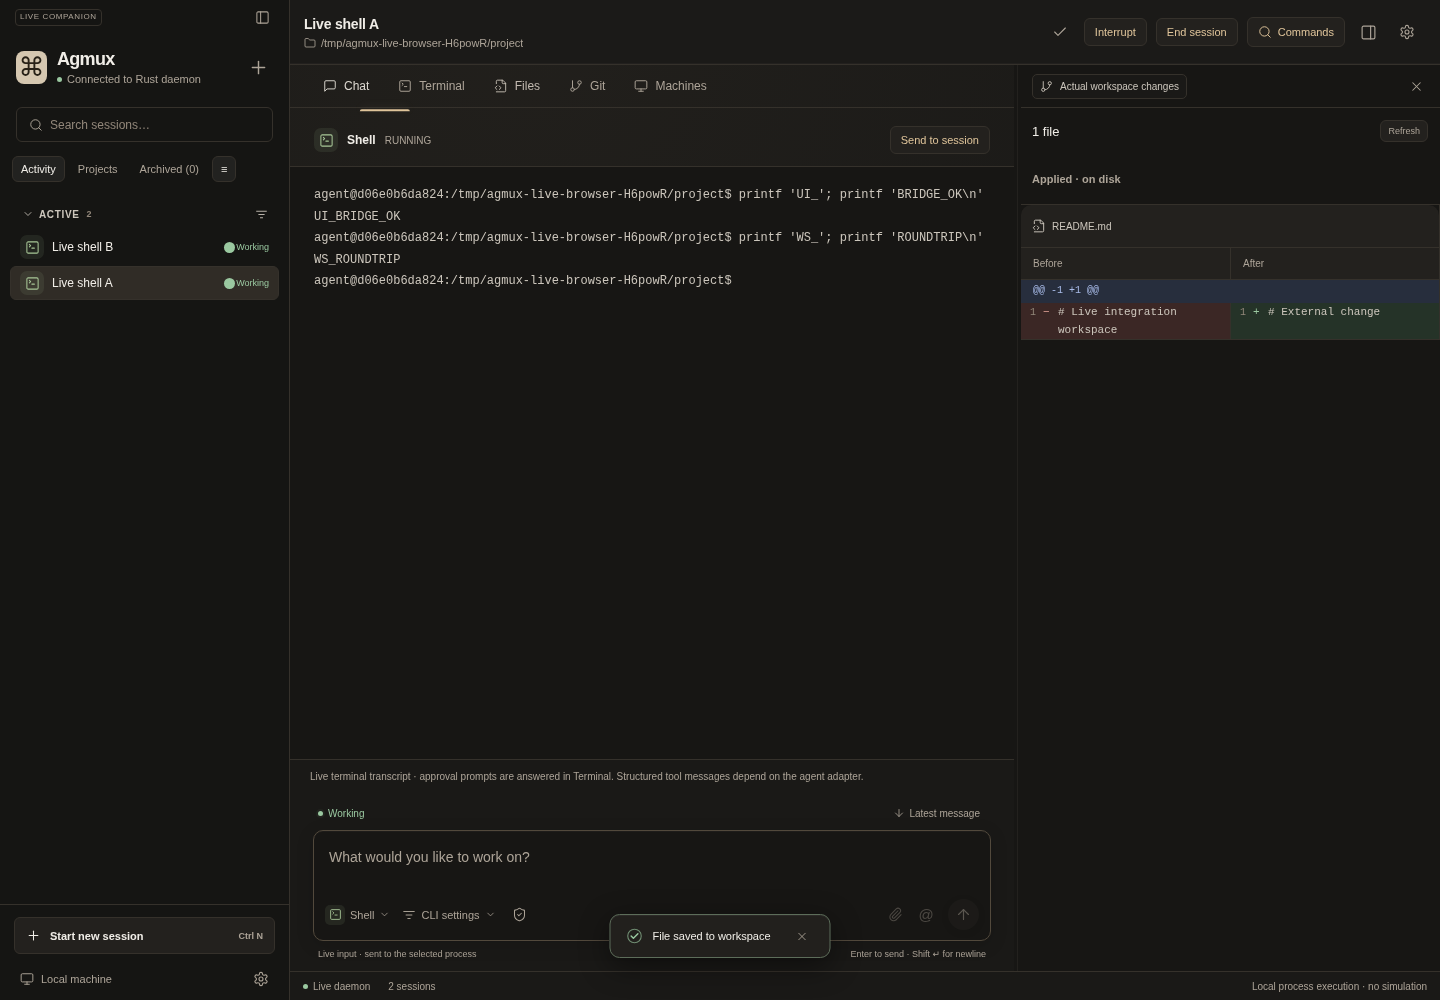 LIVE COMPANION
Agmux
Connected to Rust daemon
Search sessions…
Activity Projects Archived (0) ≡
ACTIVE 2
Live shell B Working
Live shell A Working
Start new session Ctrl N
Local machine
Live shell A
/tmp/agmux-live-browser-H6powR/project
Interrupt End session Commands
Chat Terminal Files Git Machines
Shell RUNNING Send to session
agent@d06e0b6da824:/tmp/agmux-live-browser-H6powR/project$ printf 'UI_'; printf 'BRIDGE_OK\n'
UI_BRIDGE_OK
agent@d06e0b6da824:/tmp/agmux-live-browser-H6powR/project$ printf 'WS_'; printf 'ROUNDTRIP\n'
WS_ROUNDTRIP
agent@d06e0b6da824:/tmp/agmux-live-browser-H6powR/project$
Live terminal transcript · approval prompts are answered in Terminal. Structured tool messages depend on the agent adapter.
Working Latest message
What would you like to work on?
Shell CLI settings @
File saved to workspace
Live input · sent to the selected process Enter to send · Shift ↵ for newline
Actual workspace changes
1 file Refresh
Applied · on disk
README.md
Before After
@@ -1 +1 @@
1 − # Live integration 1 + # External change
workspace
Live daemon 2 sessions Local process execution · no simulation